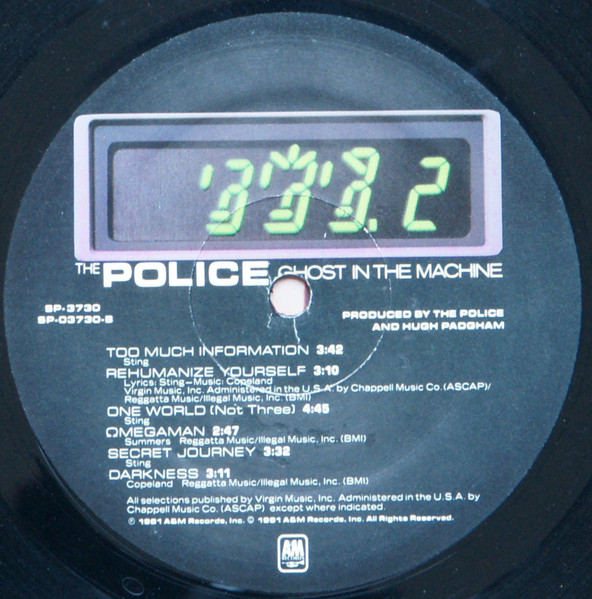 2
THE POLICE GHOST IN THE MACHINE
SP-3730
SP-03730-B
PRODUCED BY THE POLICE
AND HUGH PADGHAM
TOO MUCH INFORMATION 3:42
Sting
REHUMANIZE YOURSELF 3:10
Lyrics: Sting–Music: Copeland
Virgin Music, Inc. Administered in the U.S.A. by Chappell Music Co. (ASCAP)/
Reggatta Music/Illegal Music, Inc. (BMI)
ONE WORLD (Not Three) 4:45
Sting
ΩMEGAMAN 2:47
Summers Reggatta Music/Illegal Music, Inc. (BMI)
SECRET JOURNEY 3:32
Sting
DARKNESS 3:11
Copeland Reggatta Music/Illegal Music, Inc. (BMI)
All selections published by Virgin Music, Inc. Administered in the U.S.A. by
Chappell Music Co. (ASCAP) except where indicated.
℗ 1981 A&M Records, Inc. © 1981 A&M Records, Inc. All Rights Reserved.
A&M